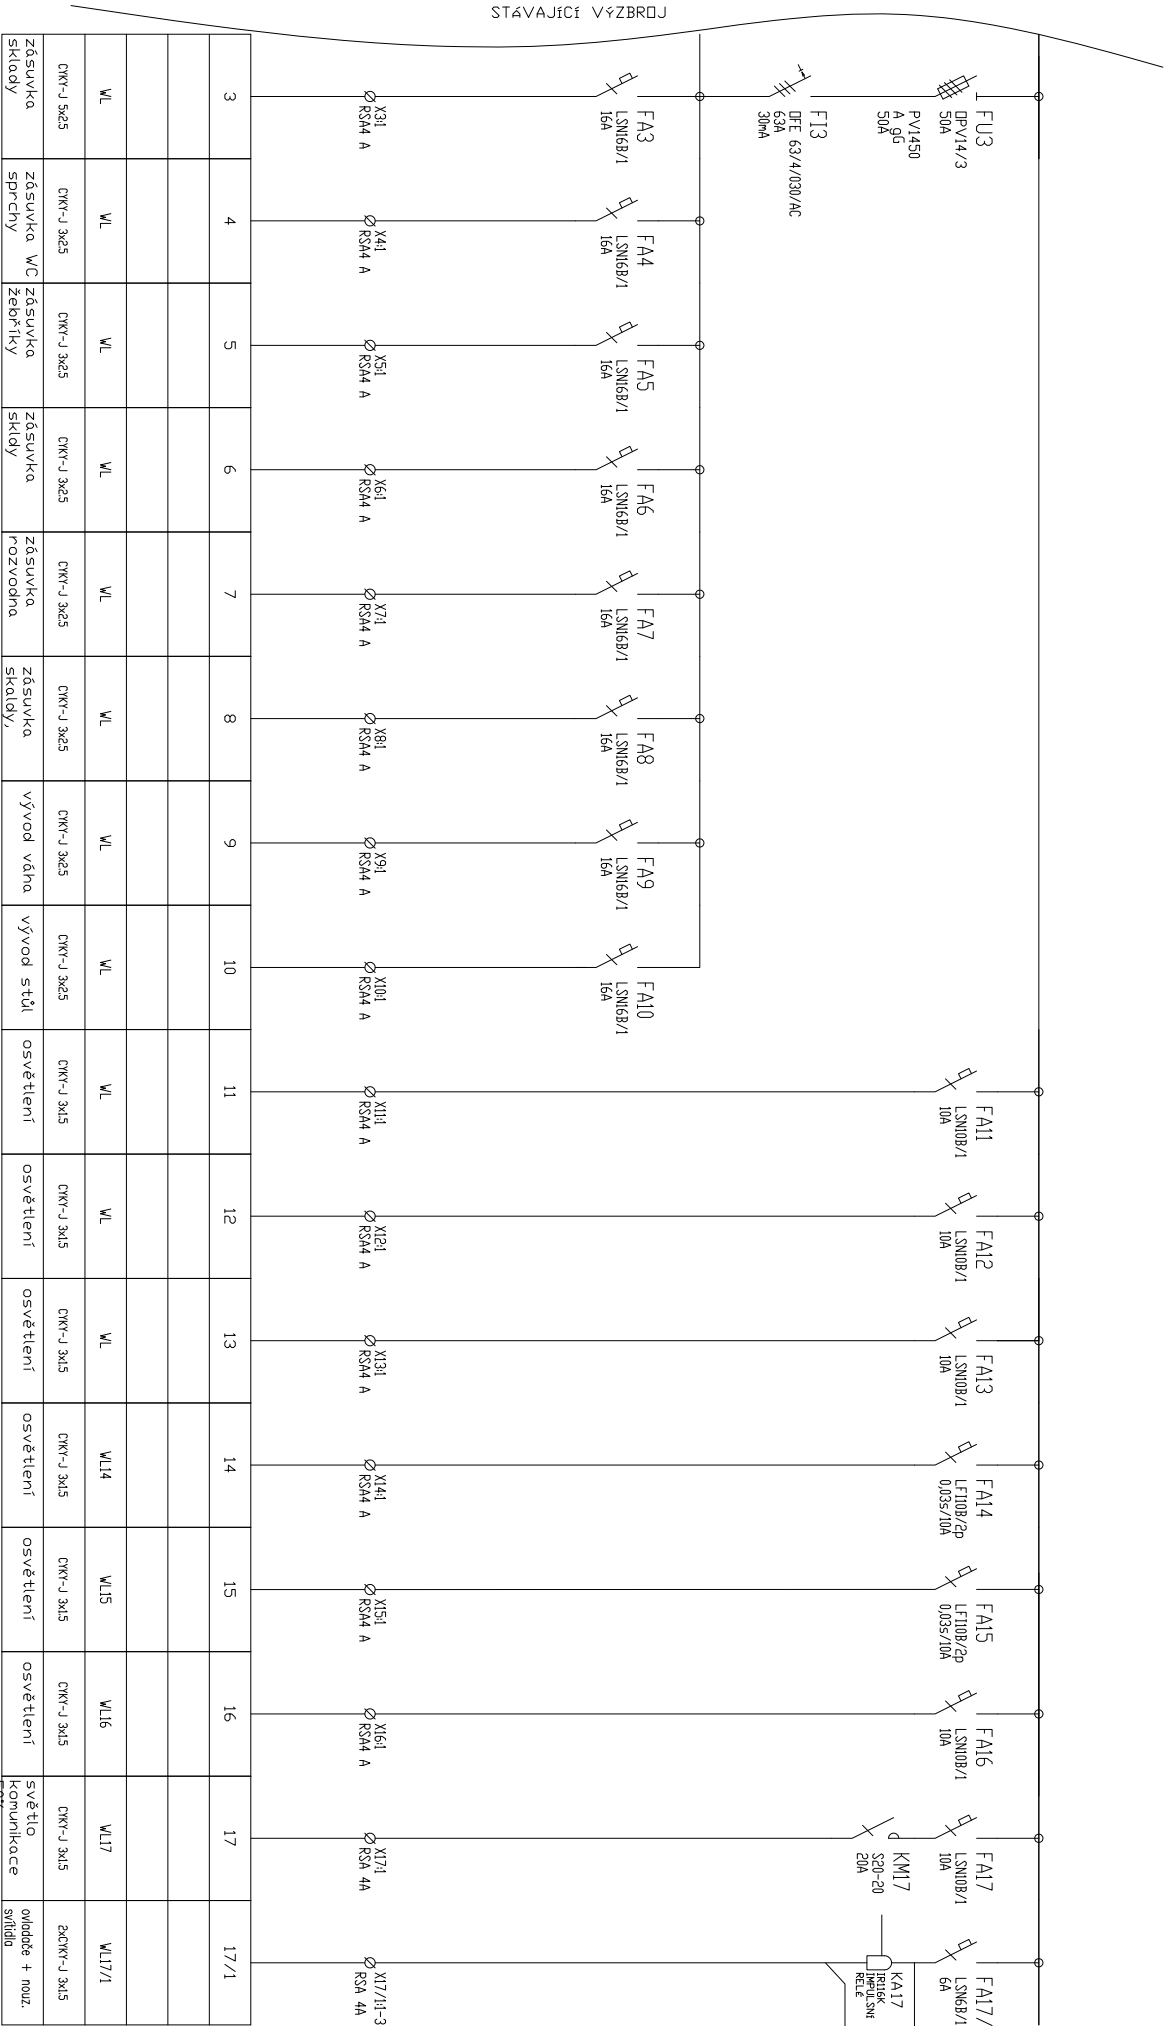 STÁVAJÍCÍ VÝZBROJ
FU3
OPV14/3
50A
PV1450
A gG
50A
FI3
OFE 63/4/030/AC
63A
30mA
FA3
LSN16B/1
16A
X3:1
RSA4 A
3
WL
CYKY-J 5x2.5
zásuvka
sklady
FA4
LSN16B/1
16A
X4:1
RSA4 A
4
WL
CYKY-J 3x2.5
zásuvka WC
sprchy
FA5
LSN16B/1
16A
X5:1
RSA4 A
5
WL
CYKY-J 3x2.5
zásuvka
žebříky
FA6
LSN16B/1
16A
X6:1
RSA4 A
6
WL
CYKY-J 3x2.5
zásuvka
skldy
FA7
LSN16B/1
16A
X7:1
RSA4 A
7
WL
CYKY-J 3x2.5
zásuvka
rozvodna
FA8
LSN16B/1
16A
X8:1
RSA4 A
8
WL
CYKY-J 3x2.5
zásuvka
skaldy,
FA9
LSN16B/1
16A
X9:1
RSA4 A
9
WL
CYKY-J 3x2.5
vývod váha
FA10
LSN16B/1
16A
X10:1
RSA4 A
10
WL
CYKY-J 3x2.5
vývod stůl
FA11
LSN10B/1
10A
X11:1
RSA4 A
11
WL
CYKY-J 3x1.5
osvětlení
FA12
LSN10B/1
10A
X12:1
RSA4 A
12
WL
CYKY-J 3x1.5
osvětlení
FA13
LSN10B/1
10A
X13:1
RSA4 A
13
WL
CYKY-J 3x1.5
osvětlení
FA14
LFI10B/2p
0,03s/10A
X14:1
RSA4 A
14
WL14
CYKY-J 3x1.5
osvětlení
FA15
LFI10B/2p
0,03s/10A
X15:1
RSA4 A
15
WL15
CYKY-J 3x1.5
osvětlení
FA16
LSN10B/1
10A
X16:1
RSA4 A
16
WL16
CYKY-J 3x1.5
osvětlení
FA17
LSN10B/1
10A
KM17
S20-20
20A
X17:1
RSA 4A
17
WL17
CYKY-J 3x1.5
světlo
komunikace
FA17/
LSN6B/1
6A
KA17
IR116K
IMPULSNÍ
RELÉ
X17/1:1-3
RSA 4A
17/1
WL17/1
2xCYKY-J 3x1.5
ovladače + nouz.
svítidla